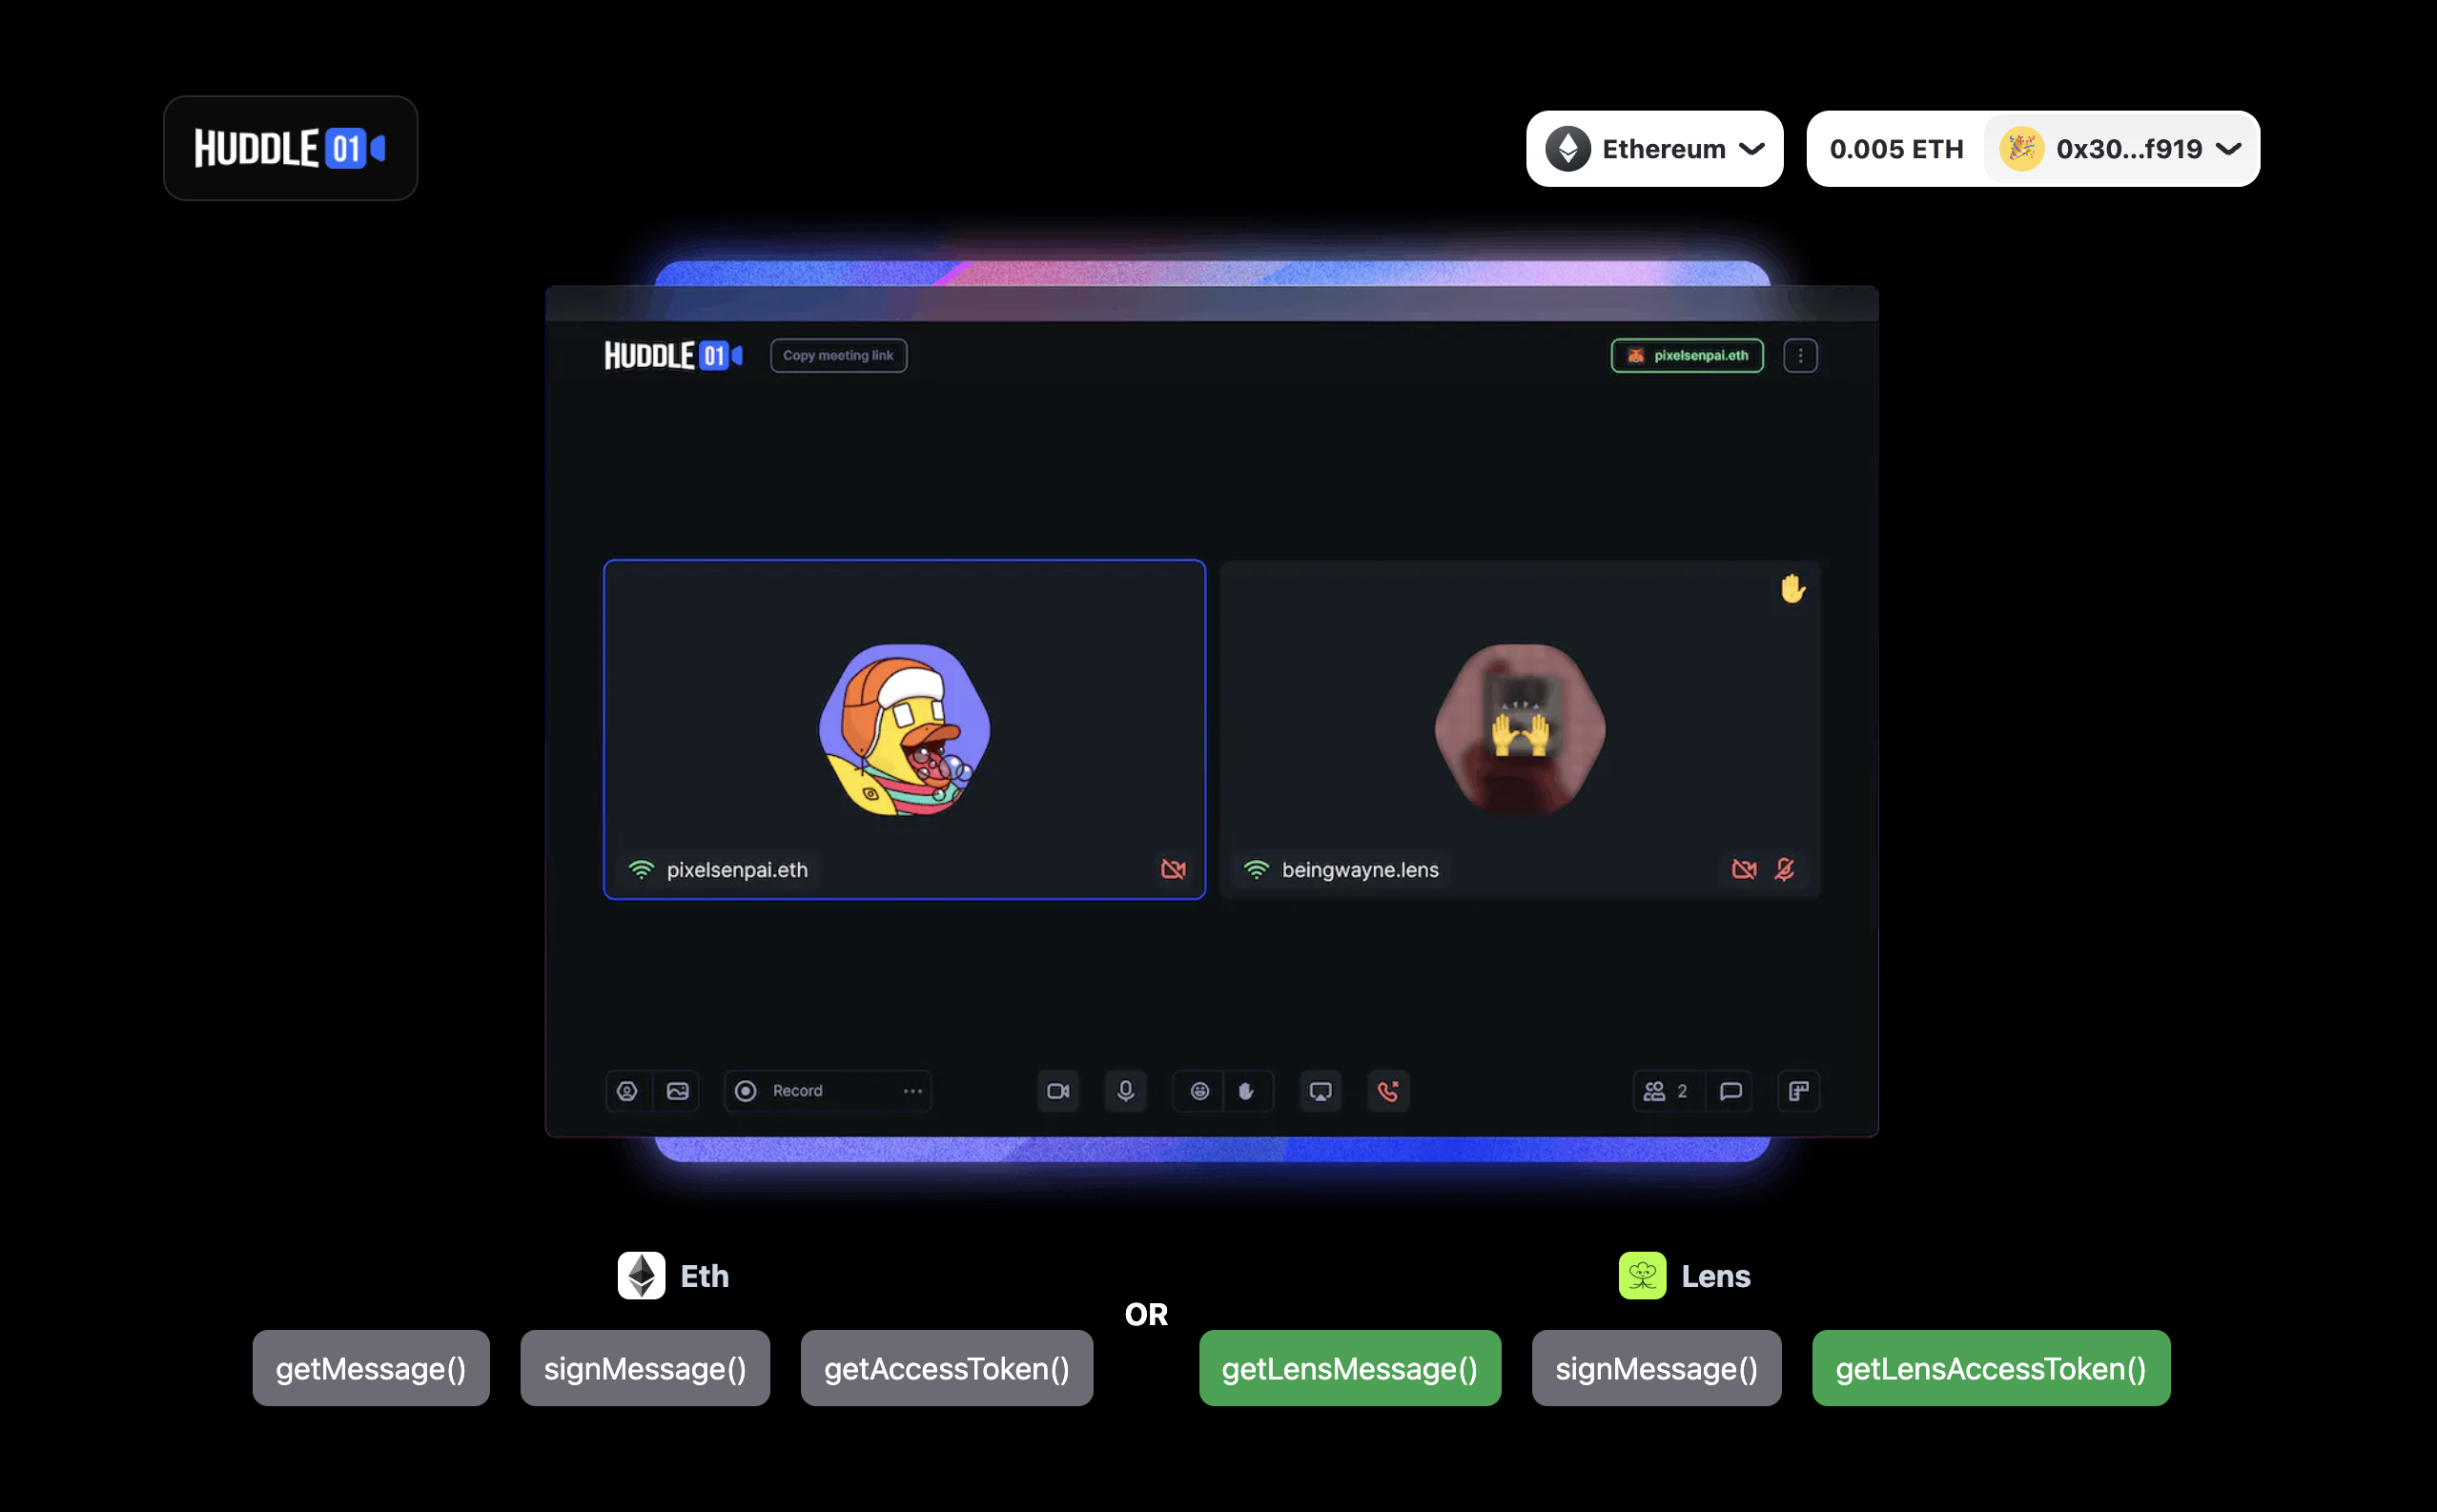 HUDDLE 01
Ethereum
0.005 ETH
0x30...f919
HUDDLE 01
Copy meeting link
pixelsenpai.eth
pixelsenpai.eth
beingwayne.lens
Record
2
Eth
Lens
OR
getMessage()
signMessage()
getAccessToken()
getLensMessage()
signMessage()
getLensAccessToken()